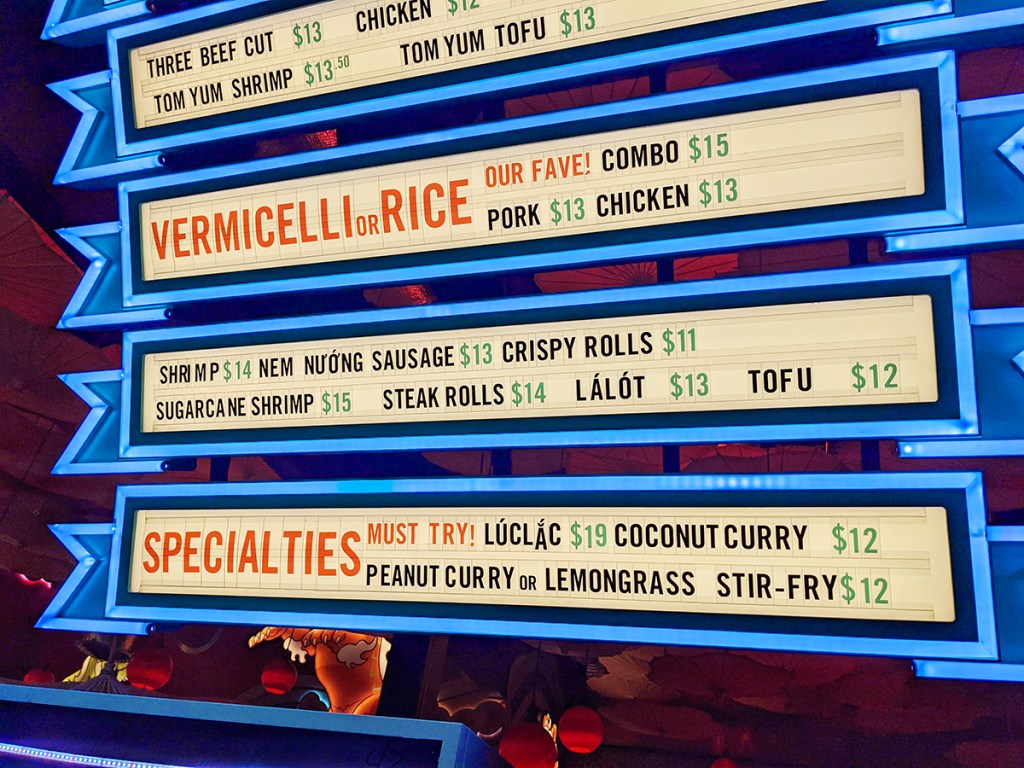 THREE BEEF CUT $13 CHICKEN $12
TOM YUM SHRIMP $13.50 TOM YUM TOFU $13
VERMICELLI OR RICE
OUR FAVE! COMBO $15
PORK $13 CHICKEN $13
SHRIMP $14 NEM NƯỚNG SAUSAGE $13 CRISPY ROLLS $11
SUGARCANE SHRIMP $15 STEAK ROLLS $14 LÁLÓT $13 TOFU $12
SPECIALTIES
MUST TRY! LÚCLẮC $19 COCONUT CURRY $12
PEANUT CURRY OR LEMONGRASS STIR-FRY $12